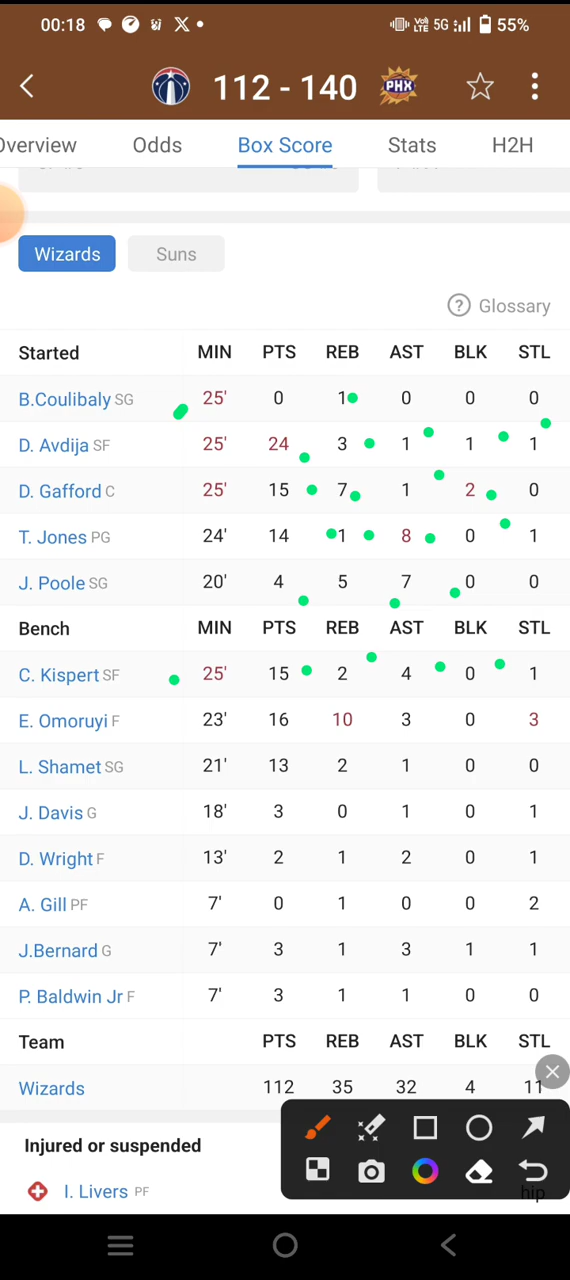 00:18 X VoD LTE 5G 55%
112 - 140 PHX
Overview Odds Box Score Stats H2H
Wizards Suns
? Glossary
Started MIN PTS REB AST BLK STL
B.Coulibaly SG 25' 0 1 0 0 0
D. Avdija SF 25' 24 3 1 1 1
D. Gafford C 25' 15 7 1 2 0
T. Jones PG 24' 14 1 8 0 1
J. Poole SG 20' 4 5 7 0 0
Bench MIN PTS REB AST BLK STL
C. Kispert SF 25' 15 2 4 0 1
E. Omoruyi F 23' 16 10 3 0 3
L. Shamet SG 21' 13 2 1 0 0
J. Davis G 18' 3 0 1 0 1
D. Wright F 13' 2 1 2 0 1
A. Gill PF 7' 0 1 0 0 2
J.Bernard G 7' 3 1 3 1 1
P. Baldwin Jr F 7' 3 1 1 0 0
Team PTS REB AST BLK STL
Wizards 112 35 32 4 11
Injured or suspended
I. Livers PF hip